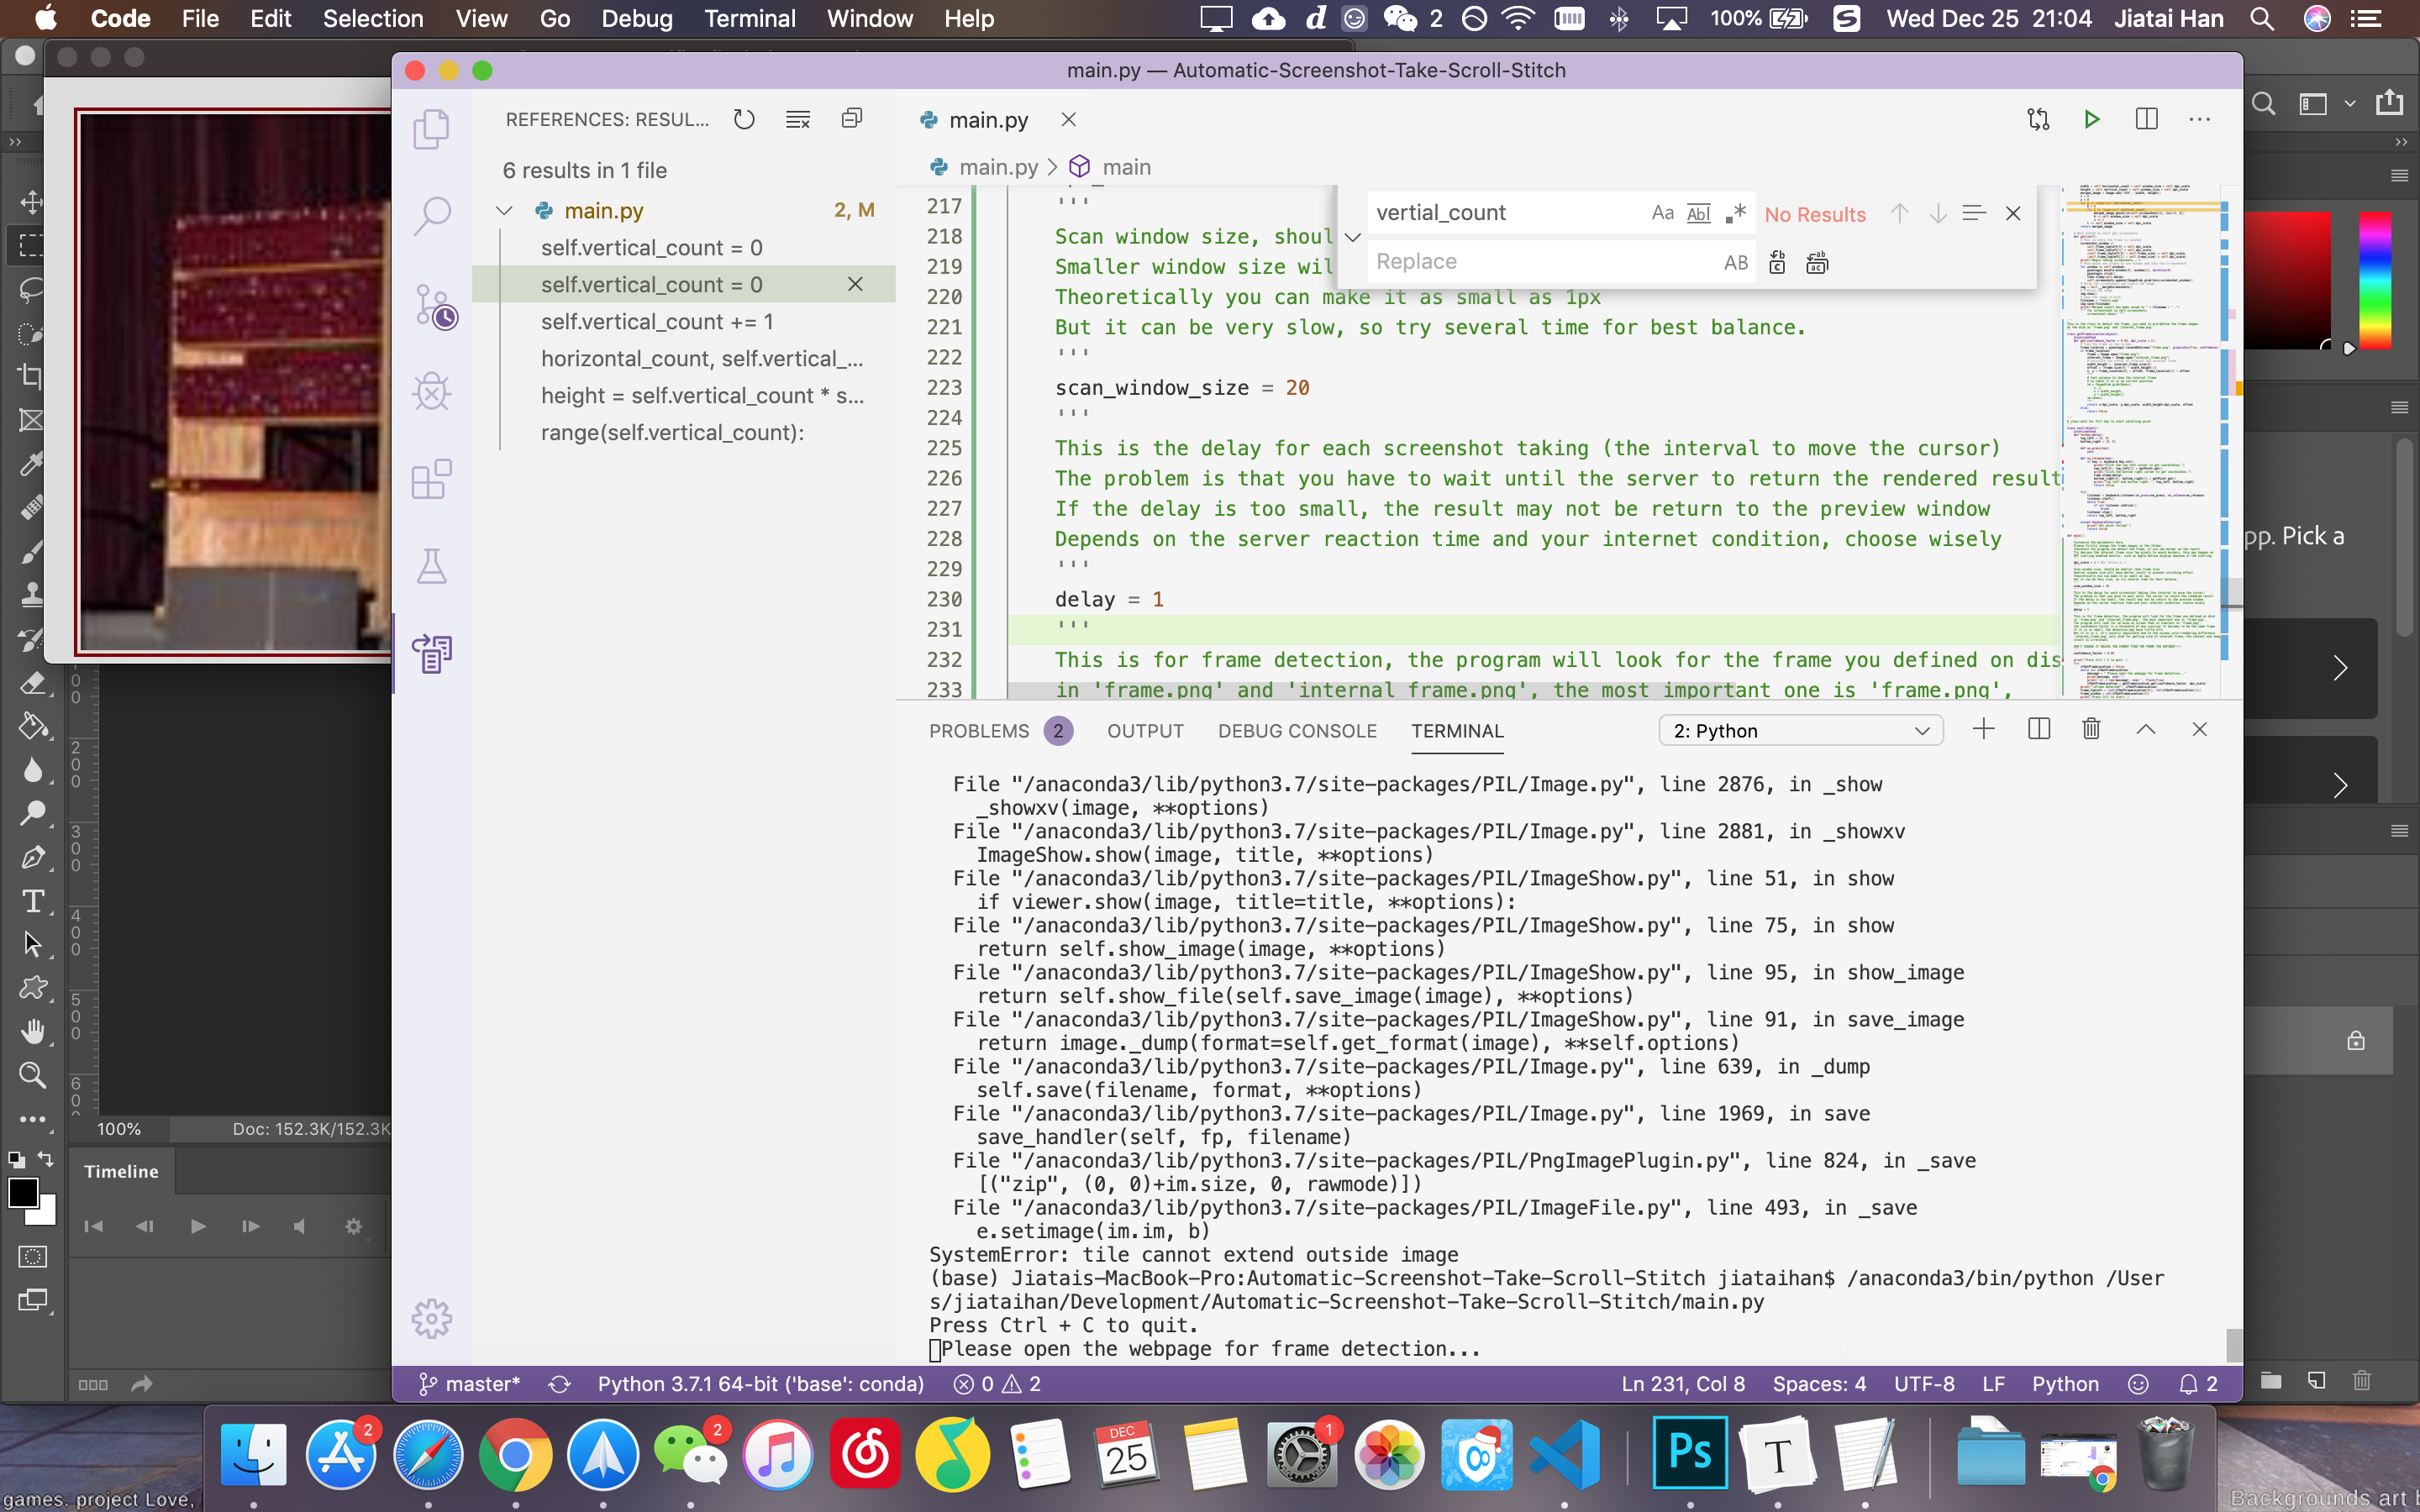 Code File Edit Selection View Go Debug Terminal Window Help 2 100% Wed Dec 25 21:04 Jiatai Han
main.py — Automatic-Screenshot-Take-Scroll-Stitch
REFERENCES: RESUL...
6 results in 1 file
main.py 2, M
self.vertical_count = 0
self.vertical_count = 0
self.vertical_count += 1
horizontal_count, self.vertical_...
height = self.vertical_count * s...
range(self.vertical_count):
main.py
main.py > main
vertial_count Aa Abl .* No Results
Replace AB
217 '''
218 Scan window size, shoul
219 Smaller window size wil
220 Theoretically you can make it as small as 1px
221 But it can be very slow, so try several time for best balance.
222 '''
223 scan_window_size = 20
224 '''
225 This is the delay for each screenshot taking (the interval to move the cursor)
226 The problem is that you have to wait until the server to return the rendered result
227 If the delay is too small, the result may not be return to the preview window
228 Depends on the server reaction time and your internet condition, choose wisely
229 '''
230 delay = 1
231 '''
232 This is for frame detection, the program will look for the frame you defined on dis
233 in 'frame.png' and 'internal_frame.png', the most important one is 'frame.png',
PROBLEMS 2 OUTPUT DEBUG CONSOLE TERMINAL 2: Python
File "/anaconda3/lib/python3.7/site-packages/PIL/Image.py", line 2876, in _show
_showxv(image, **options)
File "/anaconda3/lib/python3.7/site-packages/PIL/Image.py", line 2881, in _showxv
ImageShow.show(image, title, **options)
File "/anaconda3/lib/python3.7/site-packages/PIL/ImageShow.py", line 51, in show
if viewer.show(image, title=title, **options):
File "/anaconda3/lib/python3.7/site-packages/PIL/ImageShow.py", line 75, in show
return self.show_image(image, **options)
File "/anaconda3/lib/python3.7/site-packages/PIL/ImageShow.py", line 95, in show_image
return self.show_file(self.save_image(image), **options)
File "/anaconda3/lib/python3.7/site-packages/PIL/ImageShow.py", line 91, in save_image
return image._dump(format=self.get_format(image), **self.options)
File "/anaconda3/lib/python3.7/site-packages/PIL/Image.py", line 639, in _dump
self.save(filename, format, **options)
File "/anaconda3/lib/python3.7/site-packages/PIL/Image.py", line 1969, in save
save_handler(self, fp, filename)
File "/anaconda3/lib/python3.7/site-packages/PIL/PngImagePlugin.py", line 824, in _save
[("zip", (0, 0)+im.size, 0, rawmode)])
File "/anaconda3/lib/python3.7/site-packages/PIL/ImageFile.py", line 493, in _save
e.setimage(im.im, b)
SystemError: tile cannot extend outside image
(base) Jiatais-MacBook-Pro:Automatic-Screenshot-Take-Scroll-Stitch jiataihan$ /anaconda3/bin/python /User
s/jiataihan/Development/Automatic-Screenshot-Take-Scroll-Stitch/main.py
Press Ctrl + C to quit.
Please open the webpage for frame detection...
master* Python 3.7.1 64-bit ('base': conda) 0 2 Ln 231, Col 8 Spaces: 4 UTF-8 LF Python 2
pp. Pick a
100% Doc: 152.3K/152.3K
Timeline
2 2 DEC 25 1 Ps T
games. project Love,
Backgrounds art